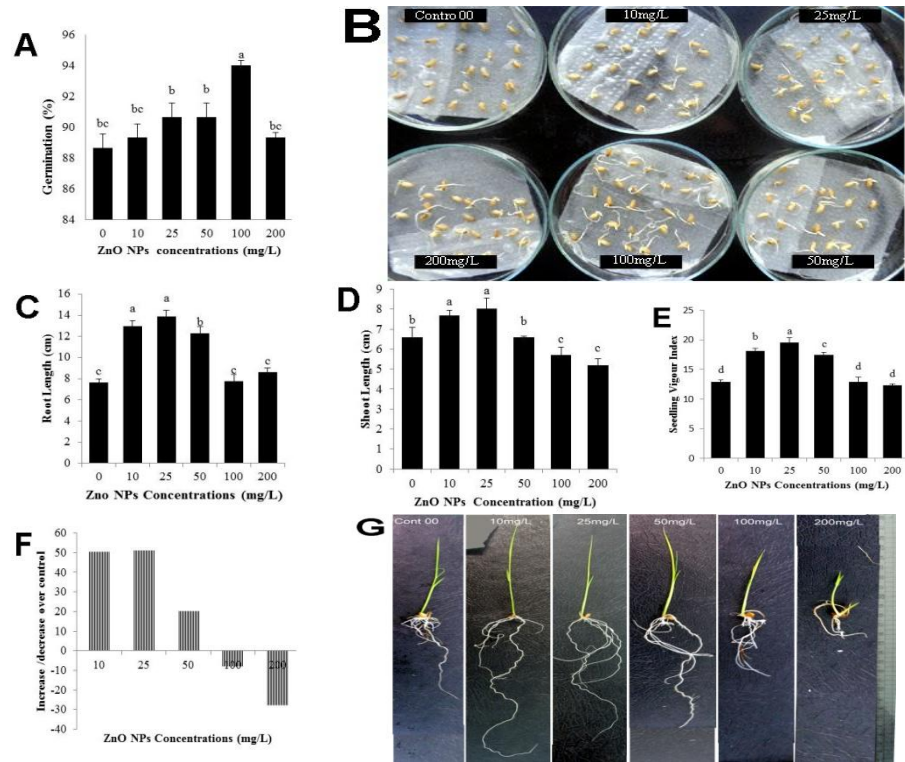 A
Germination (%)
96
94
92
90
88
86
84
bc
bc
b
b
a
bc
0 10 25 50 100 200
ZnO NPs concentrations (mg/L)
B
Contro 00
10mg/L
25mg/L
200mg/L
100mg/L
50mg/L
C
Root Length (cm)
16
14
12
10
8
6
4
2
0
c
a
a
b
c
c
0 10 25 50 100 200
Zno NPs Concentrations (mg/L)
D
Shoot Length (cm)
9
8
7
6
5
4
3
2
1
0
b
a
a
b
c
c
0 10 25 50 100 200
ZnO NPs Concentration (mg/L)
E
Seedling Vigour Index
25
20
15
10
5
0
d
b
a
c
d
d
0 10 25 50 100 200
ZnO NPs Concentrations (mg/L)
F
Increase /decrease over control
60
50
40
30
20
10
0
-10
-20
-30
-40
10 25 50 100 200
ZnO NPs Concentrations (mg/L)
G
Cont 00
10mg/L
25mg/L
50mg/L
100mg/L
200mg/L